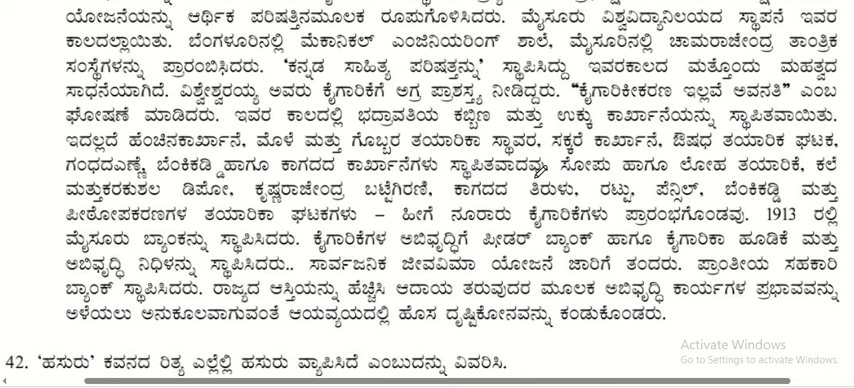 ಯೋಜನೆಯನ್ನು ಆರ್ಥಿಕ ಪರಿಷತ್ತಿನಮೂಲಕ ರೂಪುಗೊಳಿಸಿದರು. ಮೈಸೂರು ವಿಶ್ವವಿದ್ಯಾನಿಲಯದ ಸ್ಥಾಪನೆ ಇವರ
ಕಾಲದಲ್ಲಾಯಿತು. ಬೆಂಗಳೂರಿನಲ್ಲಿ ಮೆಕಾನಿಕಲ್ ಎಂಜಿನಿಯರಿಂಗ್ ಶಾಲೆ, ಮೈಸೂರಿನಲ್ಲಿ ಚಾಮರಾಜೇಂದ್ರ ತಾಂತ್ರಿಕ
ಸಂಸ್ಥೆಗಳನ್ನು ಪ್ರಾರಂಬಿಸಿದರು. ‘ಕನ್ನಡ ಸಾಹಿತ್ಯ ಪರಿಷತ್ತನ್ನು’ ಸ್ಥಾಪಿಸಿದ್ದು ಇವರಕಾಲದ ಮತ್ತೊಂದು ಮಹತ್ವದ
ಸಾಧನೆಯಾಗಿದೆ. ವಿಶ್ವೇಶ್ವರಯ್ಯ ಅವರು ಕೈಗಾರಿಕೆಗೆ ಅಗ್ರ ಪ್ರಾಶಸ್ತ್ಯ ನೀಡಿದ್ದರು. “ಕೈಗಾರಿಕೀಕರಣ ಇಲ್ಲವೆ ಅವನತಿ” ಎಂಬ
ಘೋಷಣೆ ಮಾಡಿದರು. ಇವರ ಕಾಲದಲ್ಲಿ ಭದ್ರಾವತಿಯ ಕಬ್ಬಿಣ ಮತ್ತು ಉಕ್ಕು ಕಾರ್ಖಾನೆಯನ್ನು ಸ್ಥಾಪಿತವಾಯಿತು.
ಇದಲ್ಲದೆ ಹೆಂಚಿನಕಾರ್ಖಾನೆ, ಮೊಳೆ ಮತ್ತು ಗೊಬ್ಬರ ತಯಾರಿಕಾ ಸ್ಥಾವರ, ಸಕ್ಕರೆ ಕಾರ್ಖಾನೆ, ಔಷಧ ತಯಾರಿಕ ಘಟಕ,
ಗಂಧದಎಣ್ಣೆ, ಬೆಂಕಿಕಡ್ಡಿಹಾಗೂ ಕಾಗದದ ಕಾರ್ಖಾನೆಗಳು ಸ್ಥಾಪಿತವಾದವು. ಸೋಪು ಹಾಗೂ ಲೋಹ ತಯಾರಿಕೆ, ಕಲೆ
ಮತ್ತುಕರಕುಶಲ ಡಿಪೋ, ಕೃಷ್ಣರಾಜೇಂದ್ರ ಬಟ್ಟೆಗಿರಣಿ, ಕಾಗದದ ತಿರುಳು, ರಟ್ಟು, ಪೆನ್ಸಿಲ್, ಬೆಂಕಿಕಡ್ಡಿ ಮತ್ತು
ಪೀಠೋಪಕರಣಗಳ ತಯಾರಿಕಾ ಘಟಕಗಳು – ಹೀಗೆ ನೂರಾರು ಕೈಗಾರಿಕೆಗಳು ಪ್ರಾರಂಭಗೊಂಡವು. 1913 ರಲ್ಲಿ
ಮೈಸೂರು ಬ್ಯಾಂಕನ್ನು ಸ್ಥಾಪಿಸಿದರು. ಕೈಗಾರಿಕೆಗಳ ಅಬಿವೃದ್ಧಿಗೆ ಫೀಡರ್ ಬ್ಯಾಂಕ್ ಹಾಗೂ ಕೈಗಾರಿಕಾ ಹೂಡಿಕೆ ಮತ್ತು
ಅಬಿವೃದ್ಧಿ ನಿಧಿಳನ್ನು ಸ್ಥಾಪಿಸಿದರು.. ಸಾರ್ವಜನಿಕ ಜೀವವಿಮಾ ಯೋಜನೆ ಜಾರಿಗೆ ತಂದರು. ಪ್ರಾಂತೀಯ ಸಹಕಾರಿ
ಬ್ಯಾಂಕ್ ಸ್ಥಾಪಿಸಿದರು. ರಾಜ್ಯದ ಆಸ್ತಿಯನ್ನು ಹೆಚ್ಚಿಸಿ ಆದಾಯ ತರುವುದರ ಮೂಲಕ ಅಬಿವೃದ್ಧಿ ಕಾರ್ಯಗಳ ಪ್ರಭಾವವನ್ನು
ಅಳೆಯಲು ಅನುಕೂಲವಾಗುವಂತೆ ಆಯವ್ಯಯದಲ್ಲಿ ಹೊಸ ದೃಷ್ಟಿಕೋನವನ್ನು ಕಂಡುಕೊಂಡರು.
Activate Windows
Go to Settings to activate Windows.
42. ‘ಹಸುರು’ ಕವನದ ರಿತ್ಯ ಎಲ್ಲೆಲ್ಲಿ ಹಸುರು ವ್ಯಾಪಿಸಿದೆ ಎಂಬುದನ್ನು ವಿವರಿಸಿ.